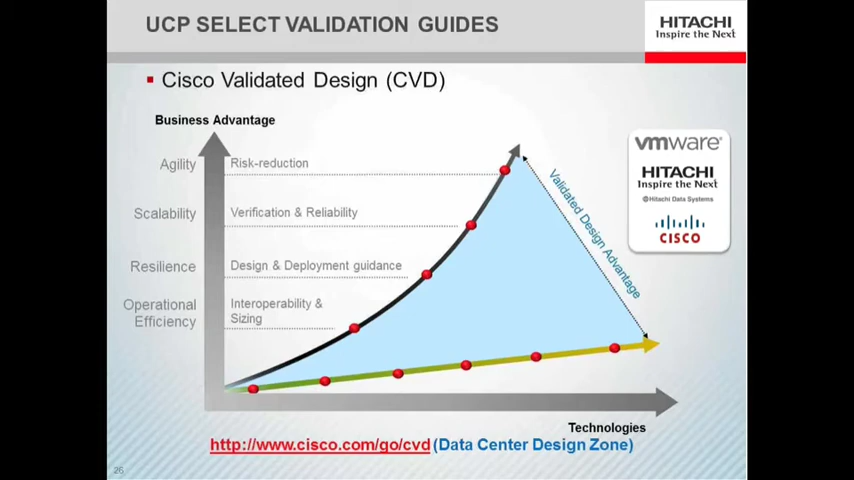 UCP SELECT VALIDATION GUIDES
HITACHI
Inspire the Next
Cisco Validated Design (CVD)
Business Advantage
Agility
Risk-reduction
Scalability
Verification & Reliability
Resilience
Design & Deployment guidance
Operational
Efficiency
Interoperability &
Sizing
Validated Design Advantage
vmware®
HITACHI
Inspire the Next
@Hitachi Data Systems
CISCO
Technologies
http://www.cisco.com/go/cvd (Data Center Design Zone)
26